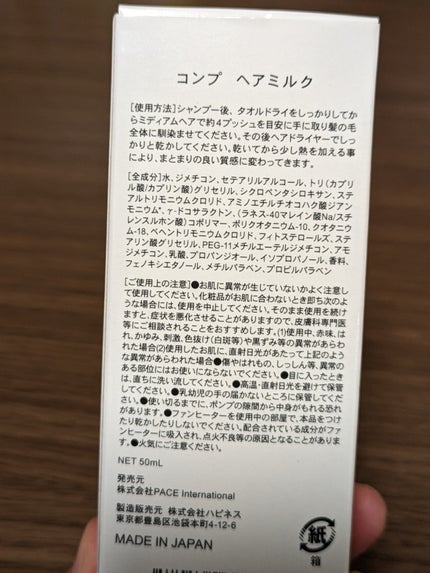 コンプ ヘアミルク
[使用方法]シャンプー後、タオルドライをしっかりしてか
らミディアムヘアで約4プッシュを目安に手に取り髪の毛
全体に馴染ませてください。その後ヘアドライヤーでしっ
かりと乾かしてください。乾いてから少し熱を加える事
により、まとまりの良い質感に変わってきます。
[全成分]水、ジメチコン、セテアリルアルコール、トリ(カプリ
ル酸/カプリン酸)グリセリル、シクロペンタシロキサン、ステ
アルトリモニウムクロリド、アミノエチルチオコハク酸ジアン
モニウム*、γ-ドコサラクトン、(ラネス-40マレイン酸Na/スチ
レンスルホン酸)コポリマー、ポリクオタニウム-10、クオタニウ
ム-18、ベヘントリモニウムクロリド、フィトステロールズ、ステ
アリン酸グリセリル、PEG-11メチルエーテルジメチコン、アモ
ジメチコン、乳酸、プロパンジオール、イソプロパノール、香料、
フェノキシエタノール、メチルパラベン、プロピルパラベン
[ご使用上の注意]●お肌に異常が生じていないかよく注意し
て使用してください。化粧品がお肌に合わないとき即ち次のよ
うな場合には、使用を中止してください。そのまま使用を続け
ますと、症状を悪化させることがありますので、皮膚科専門医
等にご相談されることをおすすめします。(1)使用中、赤味、は
れ、かゆみ、刺激、色抜け(白斑等)や黒ずみ等の異常があらわ
れた場合(2)使用したお肌に、直射日光があたって上記のよう
な異常があらわれた場合●傷やはれもの、しっしん等、異常の
ある部位にはお使いにならないでください。●目に入ったとき
は、直ちに洗い流してください。●高温・直射日光を避けて保管
してください。●乳幼児の手の届かないところに保管してくだ
さい。●使い切るまでに、ポンプの隙間から中身がもれる恐れ
があります。●ファンヒーターを使用中の部屋で、本品をつけ
たり乾かしたりしないでください。配合されている成分がファ
ンヒーターに吸入され、点火不良等の原因となることがありま
す。●火気にご注意ください。
NET 50mL
発売元
株式会社PACE International
製造販売元 株式会社ハピネス
東京都豊島区池袋本町4-12-6
MADE IN JAPAN
紙
箱